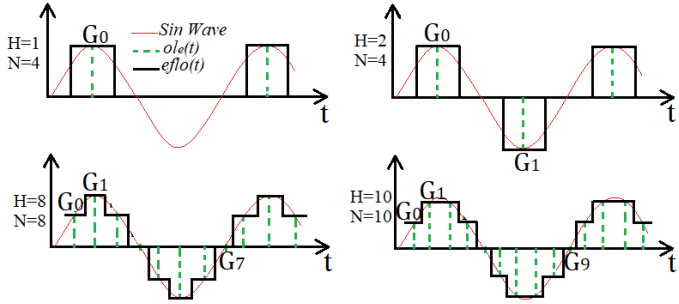 H=1
N=4
G0
Sin Wave
ole(t)
eflo(t)
t
H=2
N=4
G0
G1
t
H=8
N=8
G0
G1
G7
t
H=10
N=10
G0
G1
G9
t